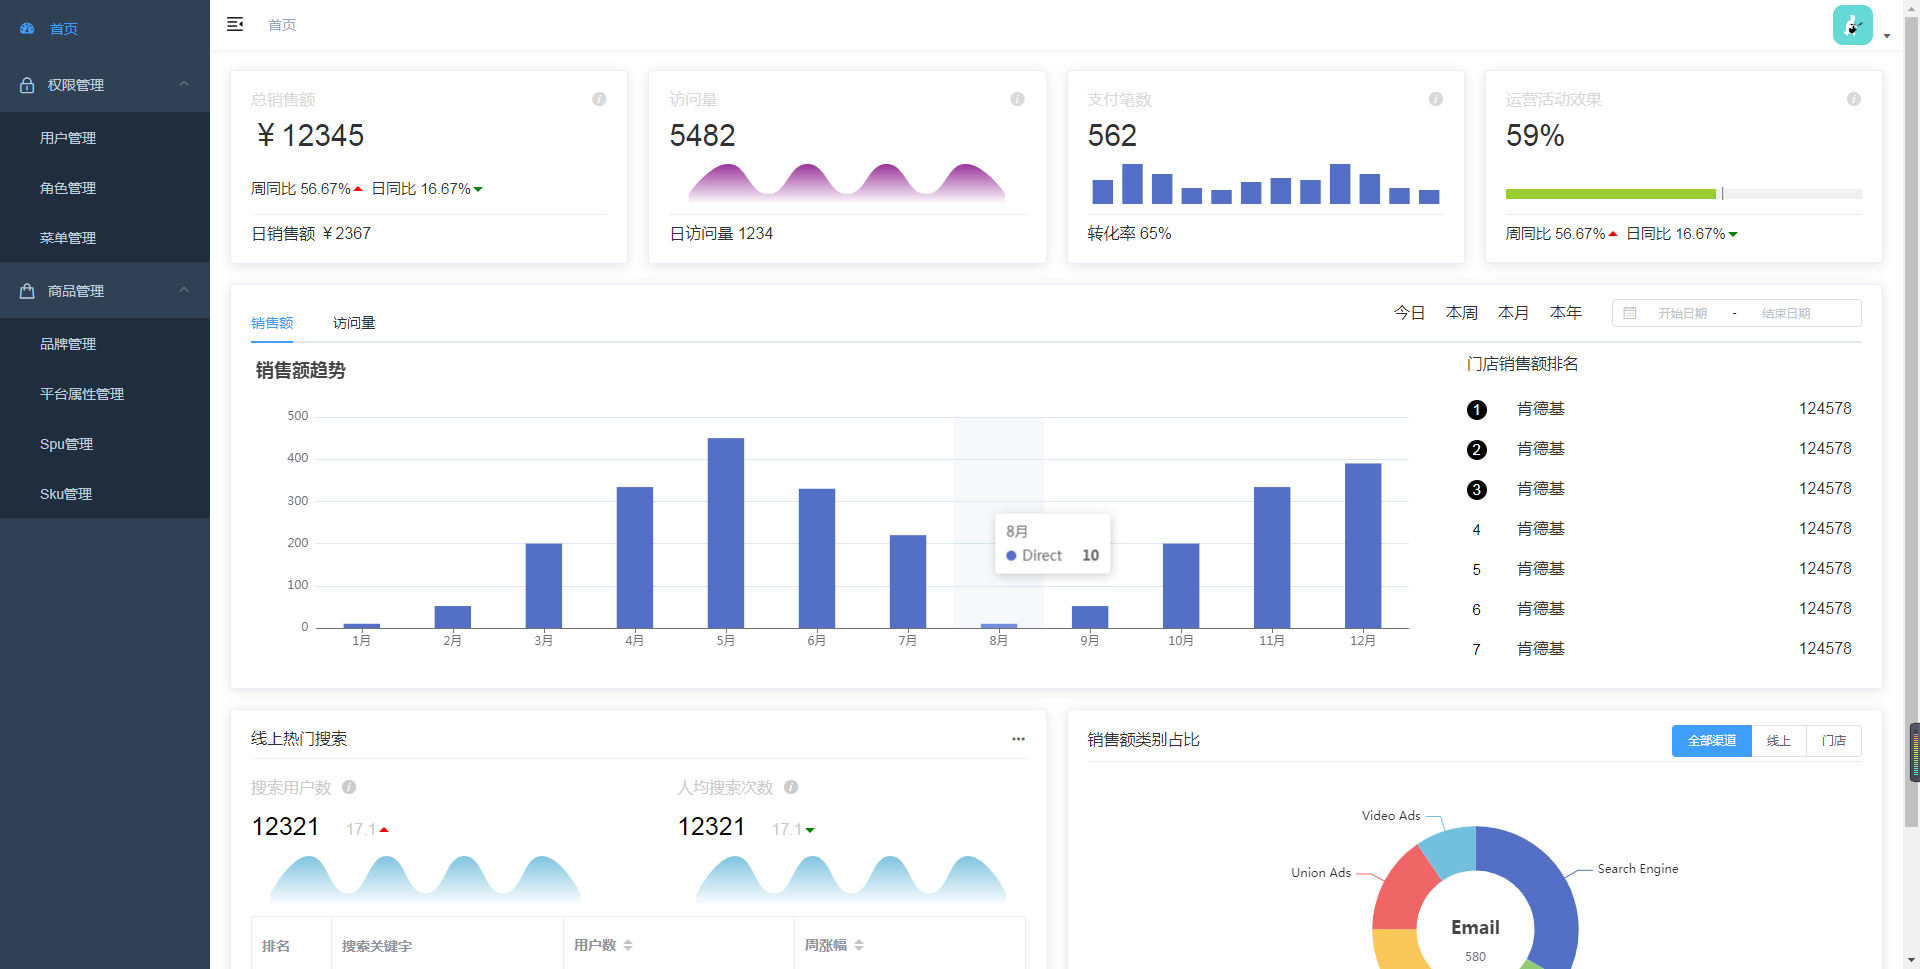 首页
权限管理
用户管理
角色管理
菜单管理
商品管理
品牌管理
平台属性管理
Spu管理
Sku管理
首页
总销售额
￥12345
周同比 56.67% 日同比 16.67%
日销售额 ￥2367
访问量
5482
日访问量 1234
支付笔数
562
转化率 65%
运营活动效果
59%
周同比 56.67% 日同比 16.67%
销售额 访问量
今日 本周 本月 本年 开始日期 - 结束日期
销售额趋势
500
400
300
200
100
0
1月 2月 3月 4月 5月 6月 7月 8月 9月 10月 11月 12月
8月
Direct 10
门店销售额排名
1 肯德基 124578
2 肯德基 124578
3 肯德基 124578
4 肯德基 124578
5 肯德基 124578
6 肯德基 124578
7 肯德基 124578
线上热门搜索
搜索用户数
12321 17.1
人均搜索次数
12321 17.1
排名 搜索关键字 用户数 周涨幅
销售额类别占比
全部渠道 线上 门店
Video Ads
Union Ads
Search Engine
Email
580